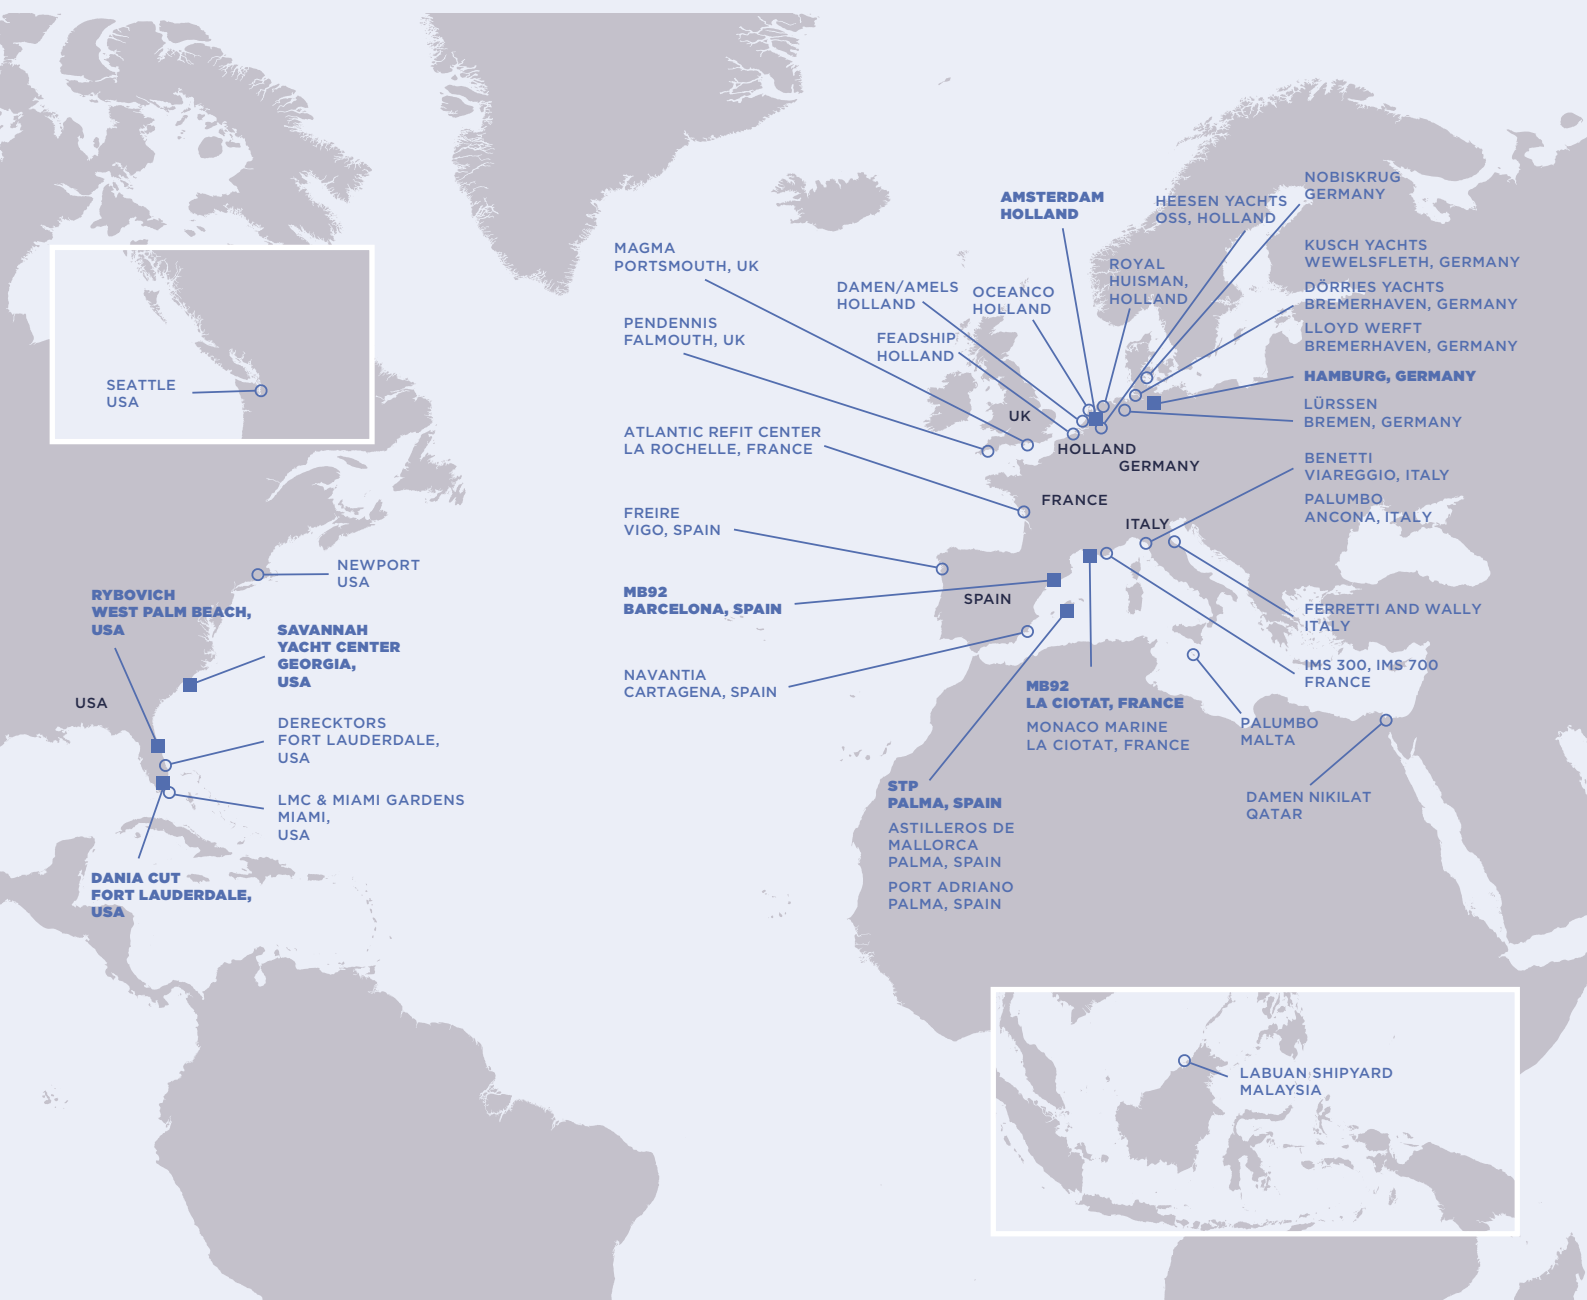 SEATTLE
USA
NEWPORT
USA
RYBOVICH
WEST PALM BEACH,
USA
SAVANNAH
YACHT CENTER
GEORGIA,
USA
USA
DERECKTORS
FORT LAUDERDALE,
USA
LMC & MIAMI GARDENS
MIAMI,
USA
DANIA CUT
FORT LAUDERDALE,
USA
MAGMA
PORTSMOUTH, UK
PENDENNIS
FALMOUTH, UK
ATLANTIC REFIT CENTER
LA ROCHELLE, FRANCE
FREIRE
VIGO, SPAIN
MB92
BARCELONA, SPAIN
NAVANTIA
CARTAGENA, SPAIN
DAMEN/AMELS
HOLLAND
FEADSHIP
HOLLAND
OCEANCO
HOLLAND
AMSTERDAM
HOLLAND
ROYAL
HUISMAN,
HOLLAND
HEESEN YACHTS
OSS, HOLLAND
NOBISKRUG
GERMANY
KUSCH YACHTS
WEWELSFLETH, GERMANY
DÖRRIES YACHTS
BREMERHAVEN, GERMANY
LLOYD WERFT
BREMERHAVEN, GERMANY
HAMBURG, GERMANY
LÜRSSEN
BREMEN, GERMANY
BENETTI
VIAREGGIO, ITALY
PALUMBO
ANCONA, ITALY
UK
HOLLAND
GERMANY
FRANCE
ITALY
SPAIN
FERRETTI AND WALLY
ITALY
IMS 300, IMS 700
FRANCE
MB92
LA CIOTAT, FRANCE
MONACO MARINE
LA CIOTAT, FRANCE
PALUMBO
MALTA
DAMEN NIKILAT
QATAR
STP
PALMA, SPAIN
ASTILLEROS DE
MALLORCA
PALMA, SPAIN
PORT ADRIANO
PALMA, SPAIN
LABUAN SHIPYARD
MALAYSIA